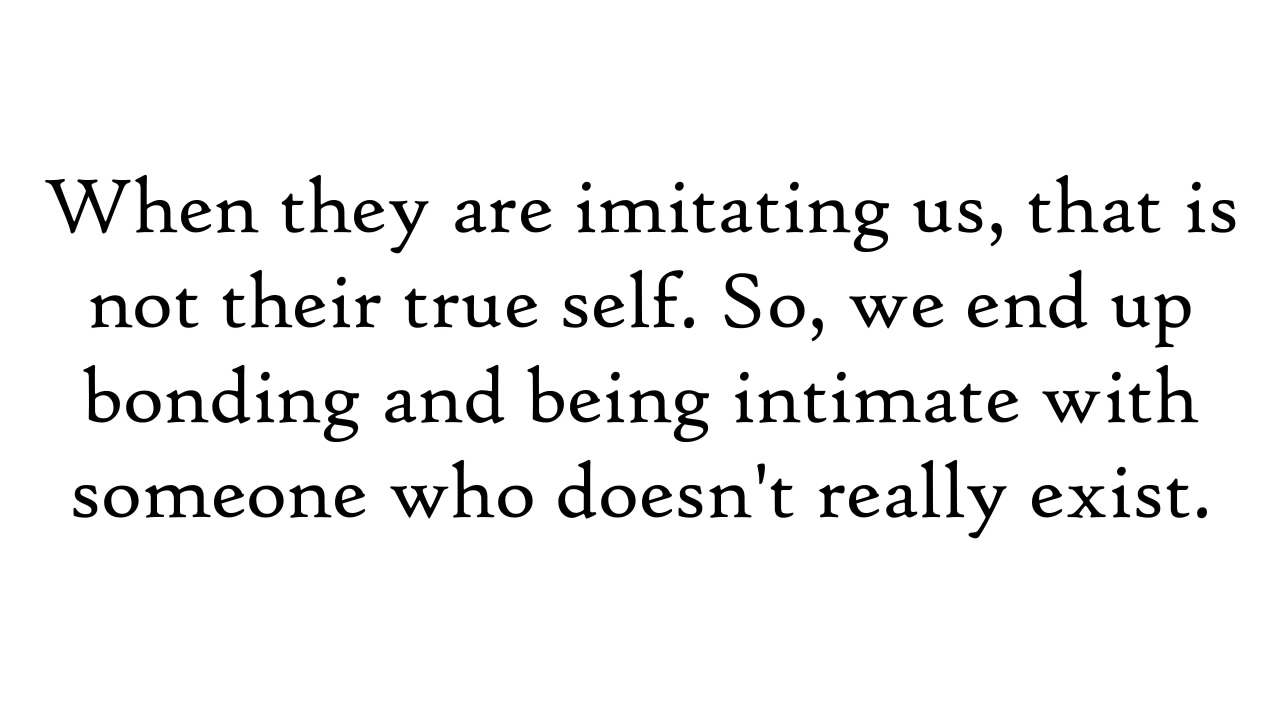 When they are imitating us, that is
not their true self. So, we end up
bonding and being intimate with
someone who doesn't really exist.